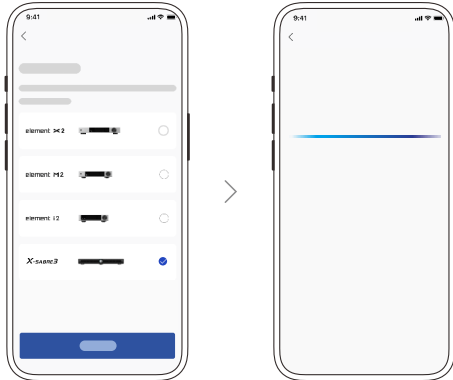 9:41
element X2
element M2
element i2
X-SABRE3
9:41